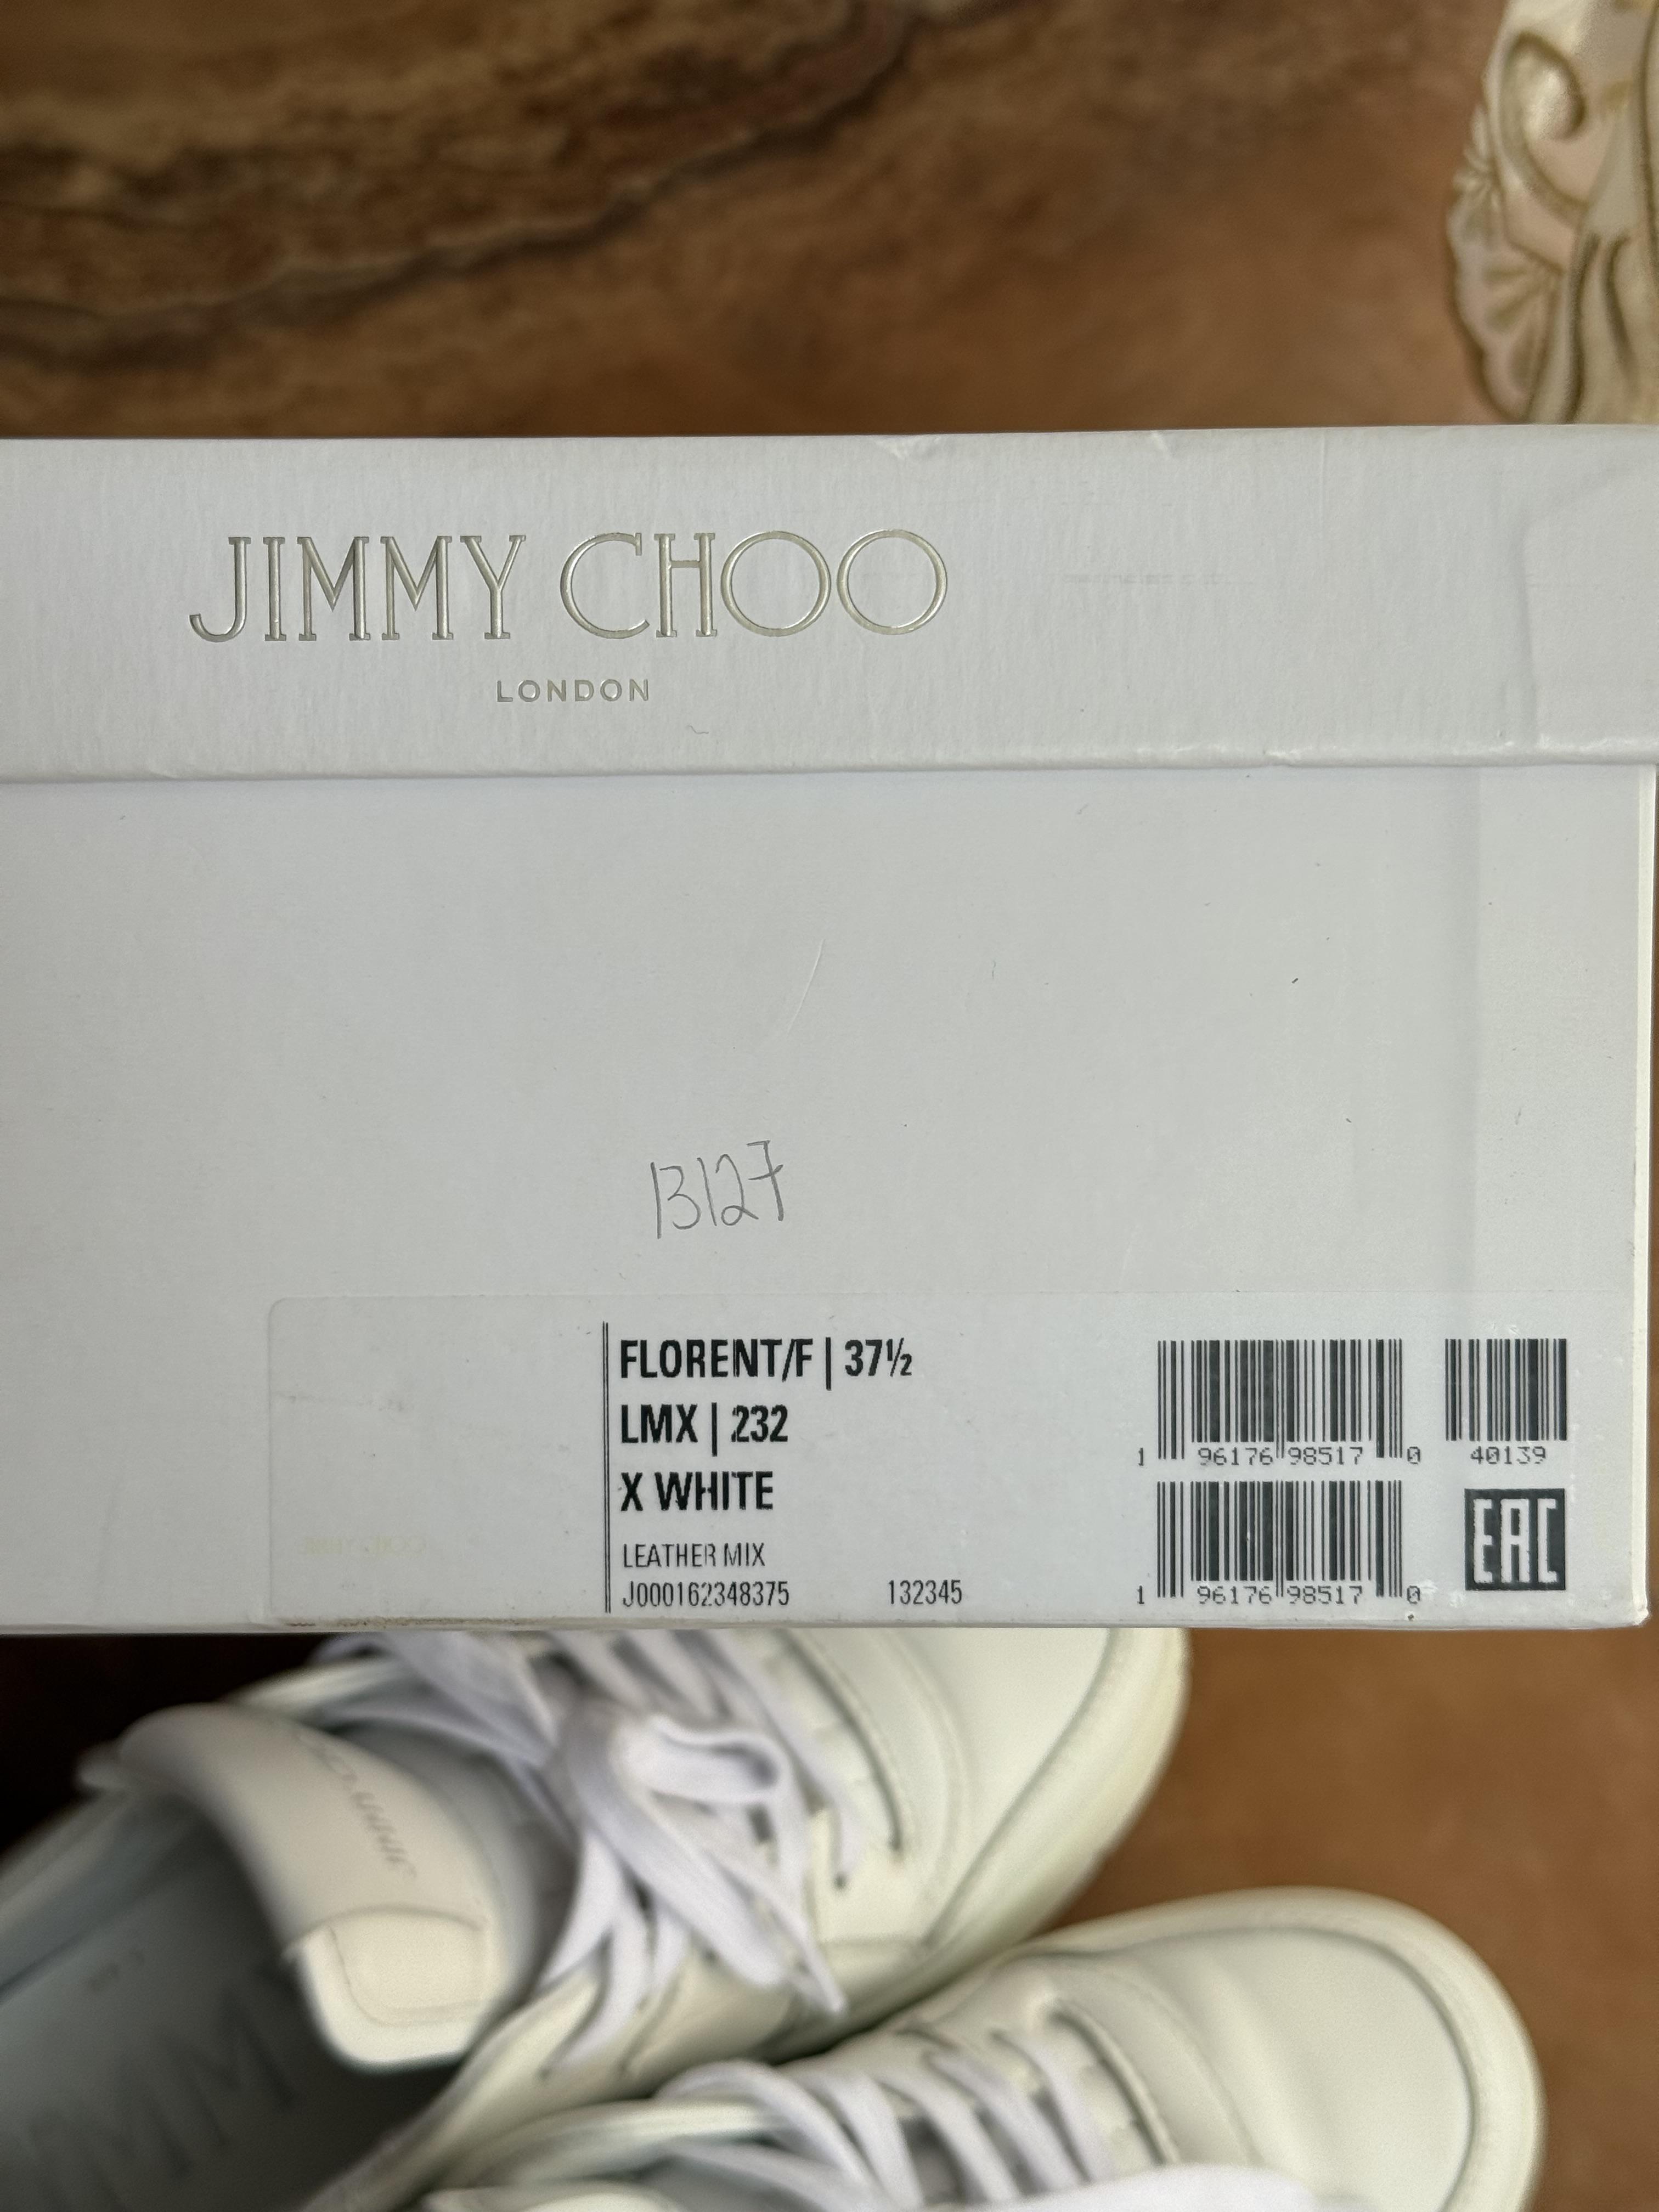 JIMMY CHOO
LONDON
13127
FLORENT/F | 37½
LMX | 232
X WHITE
LEATHER MIX
J000162348375 132345
1 96176 98517 0
40139
1 96176 98517 0
EAC